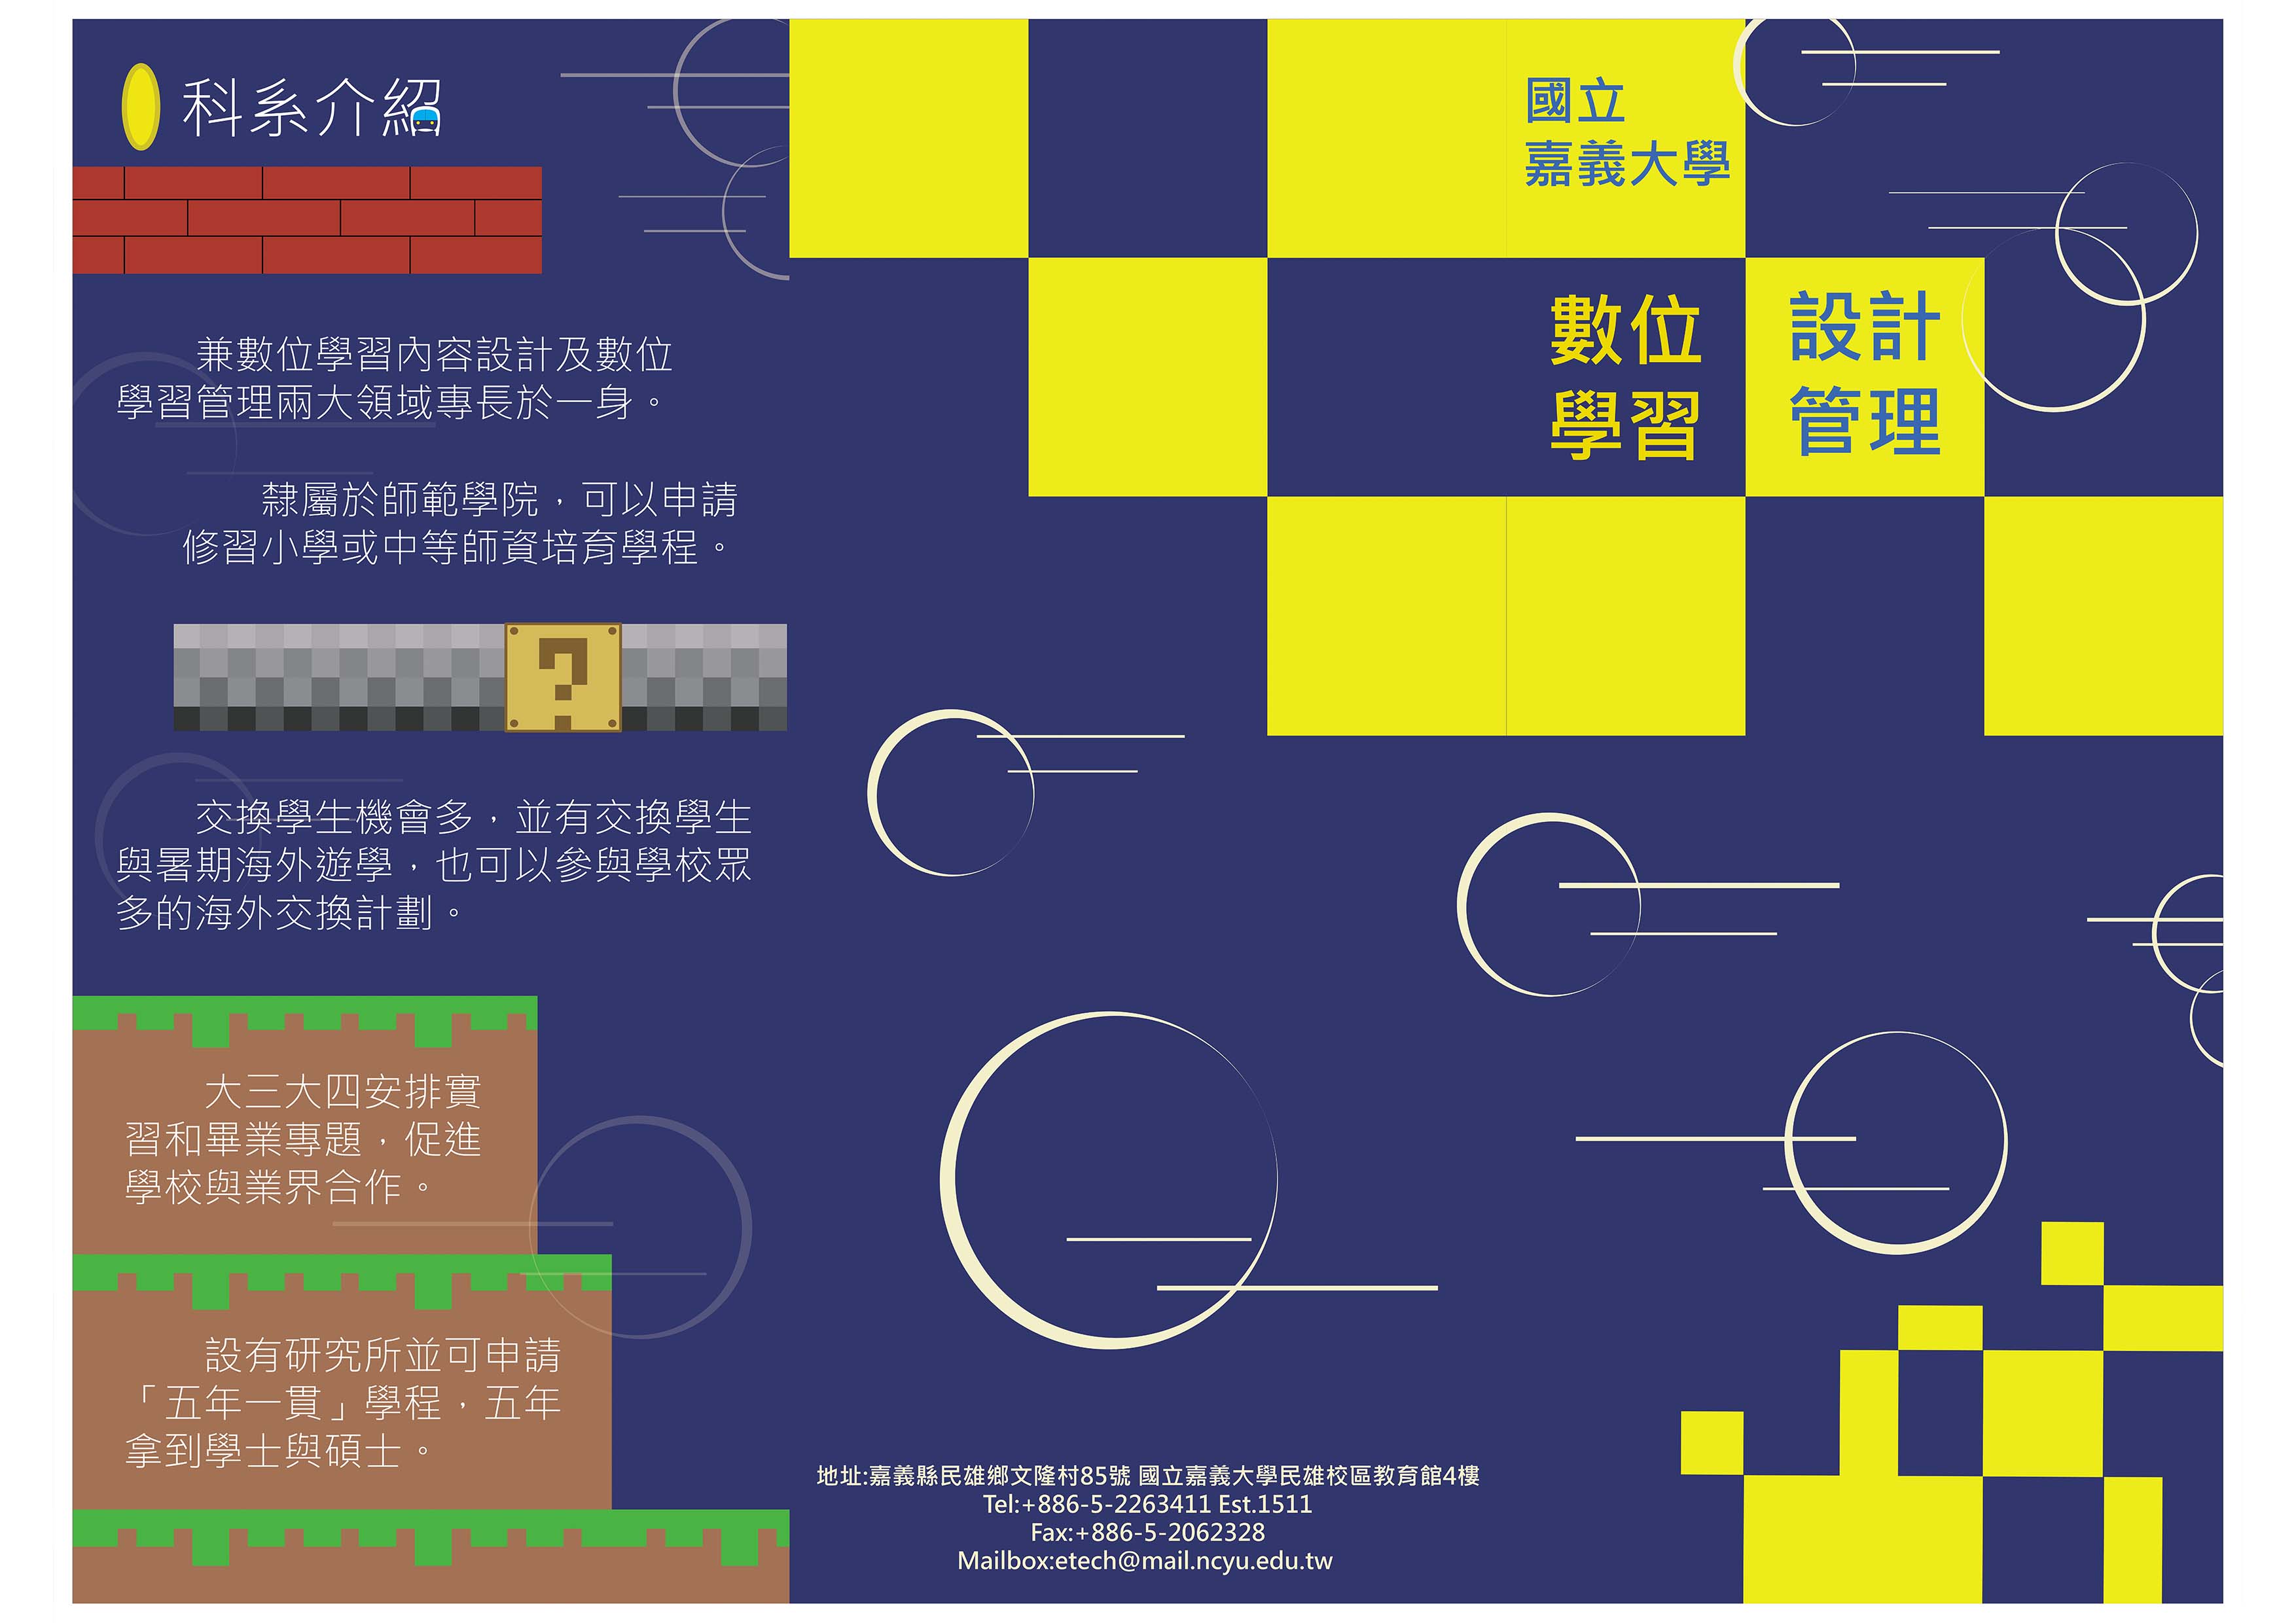 科系介紹
兼數位學習內容設計及數位
學習管理兩大領域專長於一身。
隸屬於師範學院，可以申請
修習小學或中等師資培育學程。
?
交換學生機會多，並有交換學生
與暑期海外遊學，也可以參與學校眾
多的海外交換計劃。
大三大四安排實
習和畢業專題，促進
學校與業界合作。
設有研究所並可申請
「五年一貫」學程，五年
拿到學士與碩士。
地址:嘉義縣民雄鄉文隆村85號 國立嘉義大學民雄校區教育館4樓
Tel:+886-5-2263411 Est.1511
Fax:+886-5-2062328
Mailbox:etech@mail.ncyu.edu.tw
國立
嘉義大學
數位
學習
設計
管理